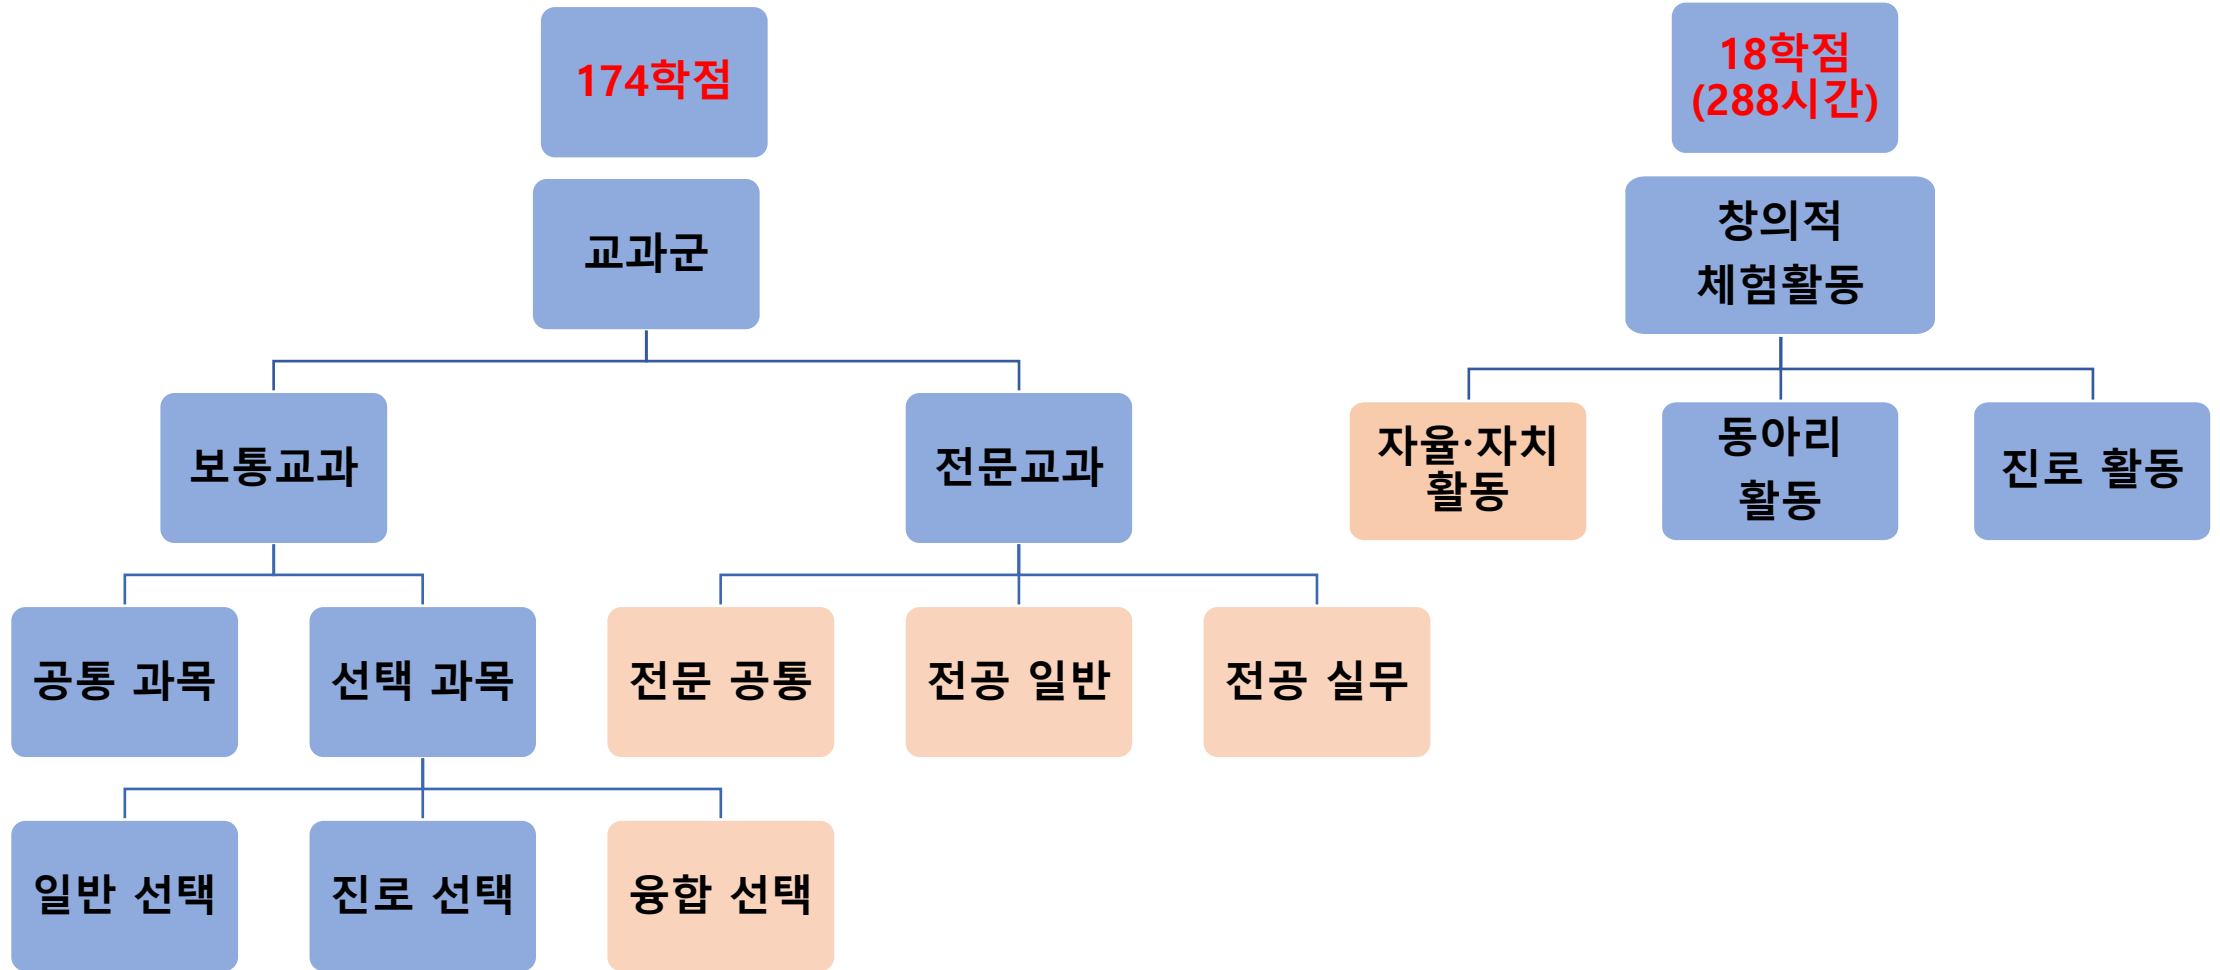 174학점
18학점
(288시간)
교과군
창의적
체험활동
보통교과
전문교과
자율·자치
활동
동아리
활동
진로 활동
공통 과목
선택 과목
전문 공통
전공 일반
전공 실무
일반 선택
진로 선택
융합 선택